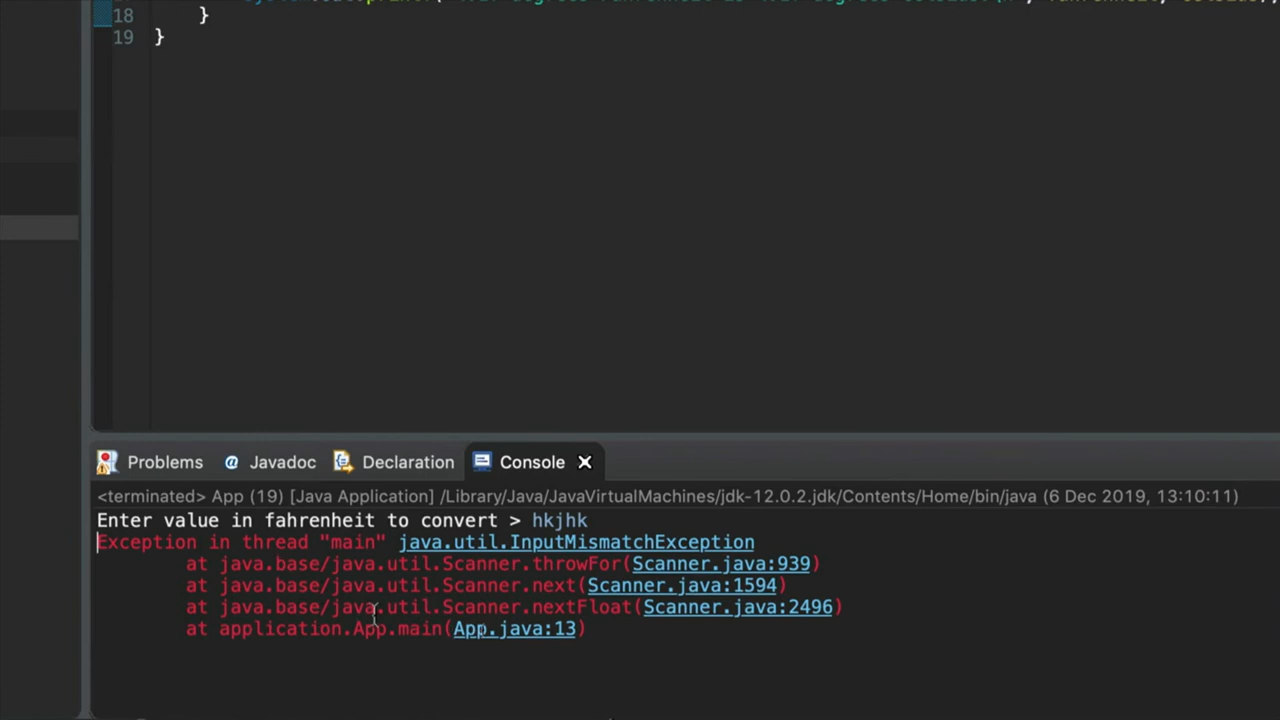 18 }
19 }
Problems @ Javadoc Declaration Console
<terminated> App (19) [Java Application] /Library/Java/JavaVirtualMachines/jdk-12.0.2.jdk/Contents/Home/bin/java (6 Dec 2019, 13:10:11)
Enter value in fahrenheit to convert > hkjhk
Exception in thread "main" java.util.InputMismatchException
at java.base/java.util.Scanner.throwFor(Scanner.java:939)
at java.base/java.util.Scanner.next(Scanner.java:1594)
at java.base/java.util.Scanner.nextFloat(Scanner.java:2496)
at application.App.main(App.java:13)